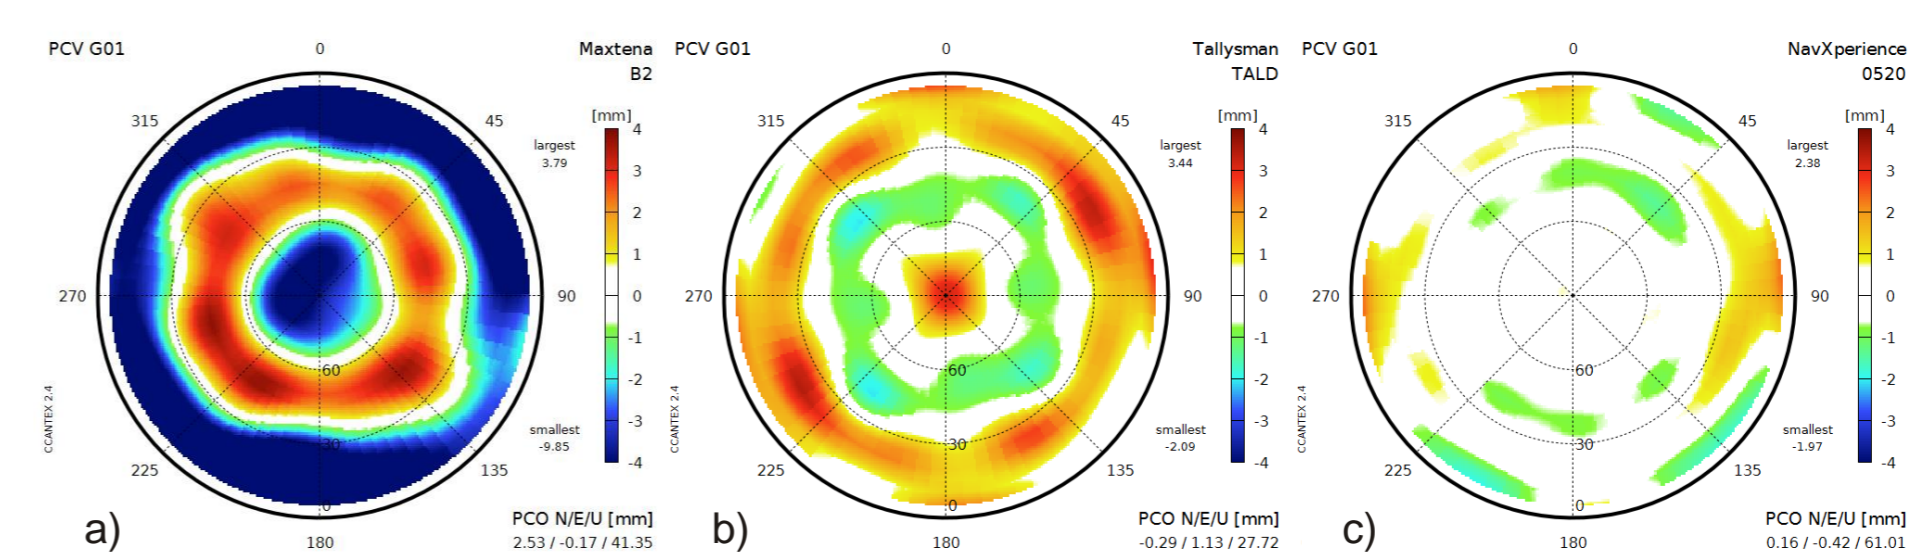 PCV G01
0
Maxtena
B2
[mm]
315
45
largest
3.79
4
3
2
1
0
-1
-2
-3
-4
270
90
60
30
0
CCANTEX 2.4
smallest
-9.85
225
135
a)
180
PCO N/E/U [mm]
2.53 / -0.17 / 41.35
PCV G01
0
Tallysman
TALD
[mm]
315
45
largest
3.44
4
3
2
1
0
-1
-2
-3
-4
270
90
60
30
0
CCANTEX 2.4
smallest
-2.09
225
135
b)
180
PCO N/E/U [mm]
-0.29 / 1.13 / 27.72
PCV G01
0
NavXperience
0520
[mm]
315
45
largest
2.38
4
3
2
1
0
-1
-2
-3
-4
270
90
60
30
0
CCANTEX 2.4
smallest
-1.97
225
135
c)
180
PCO N/E/U [mm]
0.16 / -0.42 / 61.01